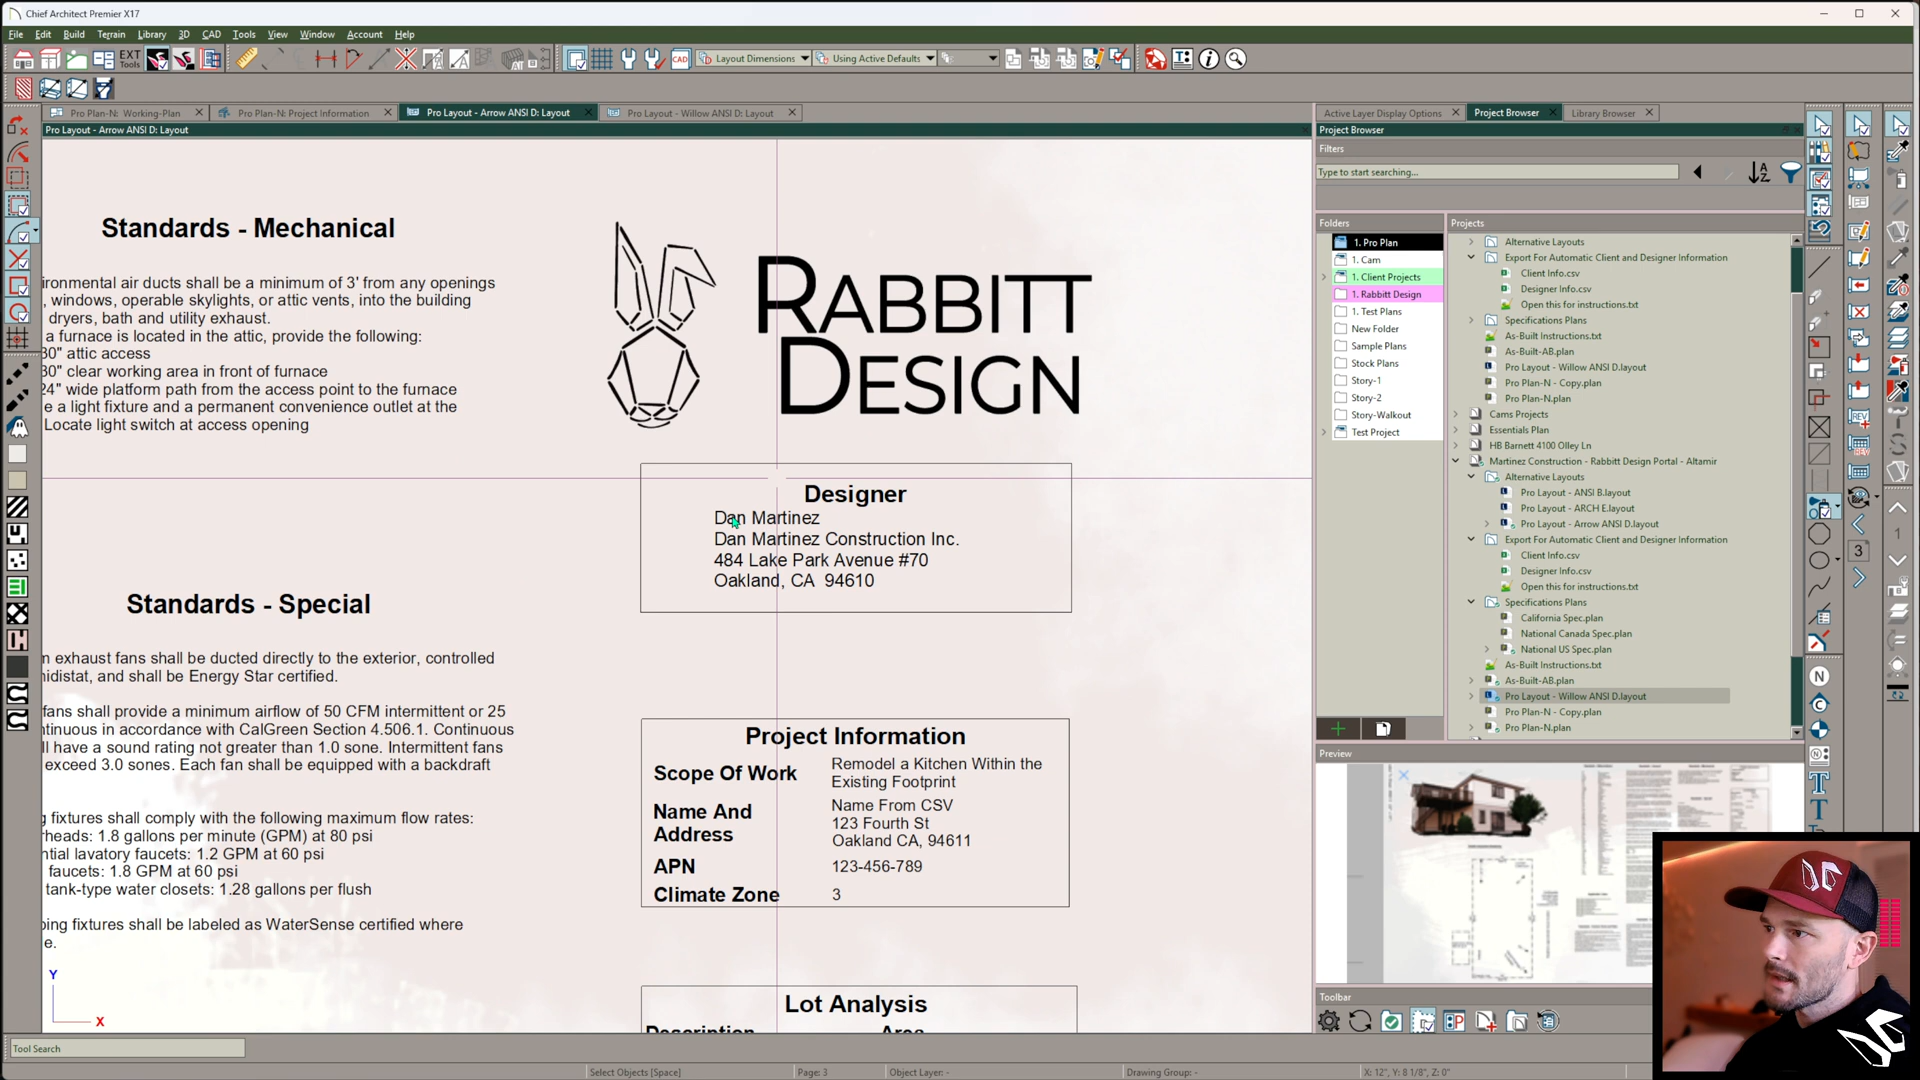 Chief Architect Premier X17
File Edit Build Terrain Library 3D CAD Tools View Window Account Help
EXT Tools
CAD
Layout Dimensions
Using Active Defaults
Pro Plan-N: Working-Plan
Pro Plan-N: Project Information
Pro Layout - Arrow ANSI D: Layout
Pro Layout - Willow ANSI D: Layout
Pro Layout - Arrow ANSI D: Layout
Standards - Mechanical
ironmental air ducts shall be a minimum of 3' from any openings
, windows, operable skylights, or attic vents, into the building
dryers, bath and utility exhaust.
a furnace is located in the attic, provide the following:
30" attic access
30" clear working area in front of furnace
24" wide platform path from the access point to the furnace
e a light fixture and a permanent convenience outlet at the
Locate light switch at access opening
Standards - Special
m exhaust fans shall be ducted directly to the exterior, controlled
nidistat, and shall be Energy Star certified.
fans shall provide a minimum airflow of 50 CFM intermittent or 25
ntinuous in accordance with CalGreen Section 4.506.1. Continuous
ll have a sound rating not greater than 1.0 sone. Intermittent fans
exceed 3.0 sones. Each fan shall be equipped with a backdraft
g fixtures shall comply with the following maximum flow rates:
rheads: 1.8 gallons per minute (GPM) at 80 psi
ntial lavatory faucets: 1.2 GPM at 60 psi
faucets: 1.8 GPM at 60 psi
tank-type water closets: 1.28 gallons per flush
bing fixtures shall be labeled as WaterSense certified where
e.
Y
X
RABBITT
DESIGN
Designer
Dan Martinez
Dan Martinez Construction Inc.
484 Lake Park Avenue #70
Oakland, CA 94610
Project Information
Scope Of Work
Remodel a Kitchen Within the
Existing Footprint
Name And
Address
Name From CSV
123 Fourth St
Oakland CA, 94611
APN
123-456-789
Climate Zone
3
Lot Analysis
Description
Area
Active Layer Display Options
Project Browser
Library Browser
Project Browser
Filters
Type to start searching...
Folders
1. Pro Plan
1. Cam
1. Client Projects
1. Rabbitt Design
1. Test Plans
New Folder
Sample Plans
Stock Plans
Story-1
Story-2
Story-Walkout
Test Project
Projects
Alternative Layouts
Export For Automatic Client and Designer Information
Client Info.csv
Designer Info.csv
Open this for instructions.txt
Specifications Plans
As-Built Instructions.txt
As-Built-AB.plan
Pro Layout - Willow ANSI D.layout
Pro Plan-N - Copy.plan
Pro Plan-N.plan
Cams Projects
Essentials Plan
HB Barnett 4100 Olley Ln
Martinez Construction - Rabbitt Design Portal - Altamir
Alternative Layouts
Pro Layout - ANSI B.layout
Pro Layout - ARCH E.layout
Pro Layout - Arrow ANSI D.layout
Export For Automatic Client and Designer Information
Client Info.csv
Designer Info.csv
Open this for instructions.txt
Specifications Plans
California Spec.plan
National Canada Spec.plan
National US Spec.plan
As-Built Instructions.txt
As-Built-AB.plan
Pro Layout - Willow ANSI D.layout
Pro Plan-N - Copy.plan
Pro Plan-N.plan
Preview
Toolbar
3
1
N
T
T
REV
Tool Search
Select Objects [Space]
Page: 3
Object Layer: -
Drawing Group: -
X: 12", Y: 8 1/8", Z: 0"